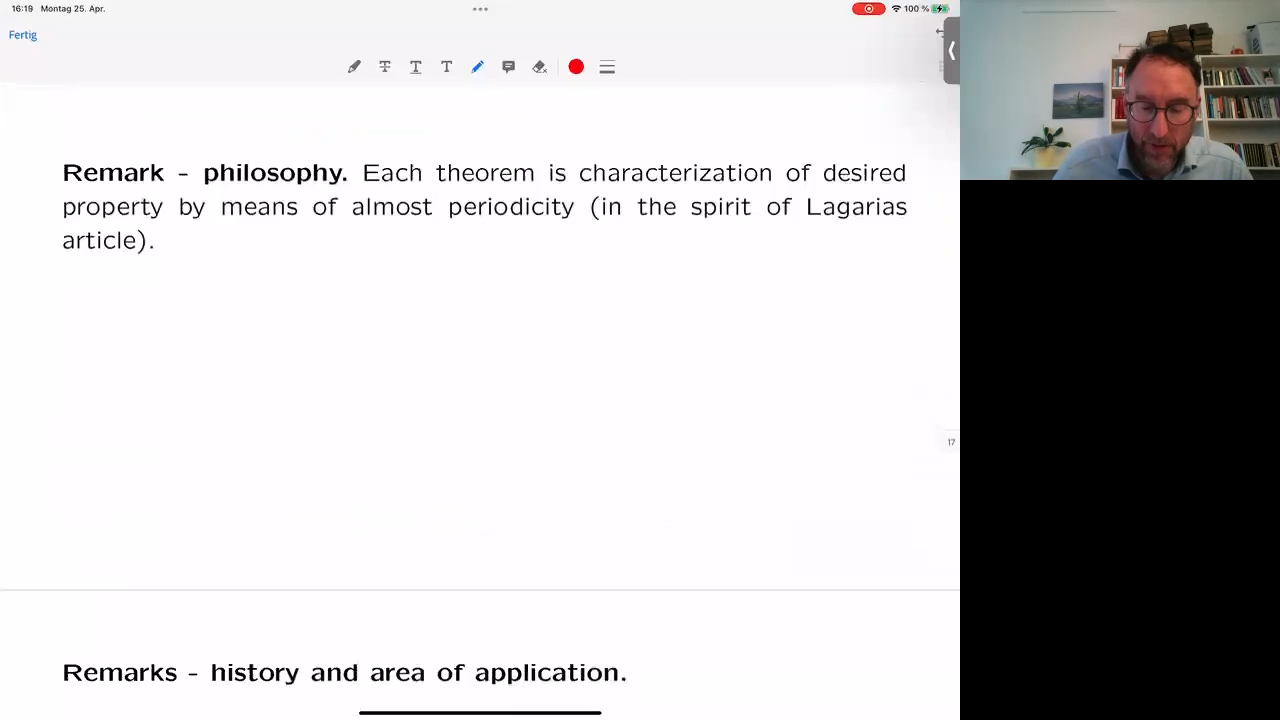 16:19 Montag 25. Apr.
100 %
Fertig
Remark - philosophy. Each theorem is characterization of desired
property by means of almost periodicity (in the spirit of Lagarias
article).
17
Remarks - history and area of application.